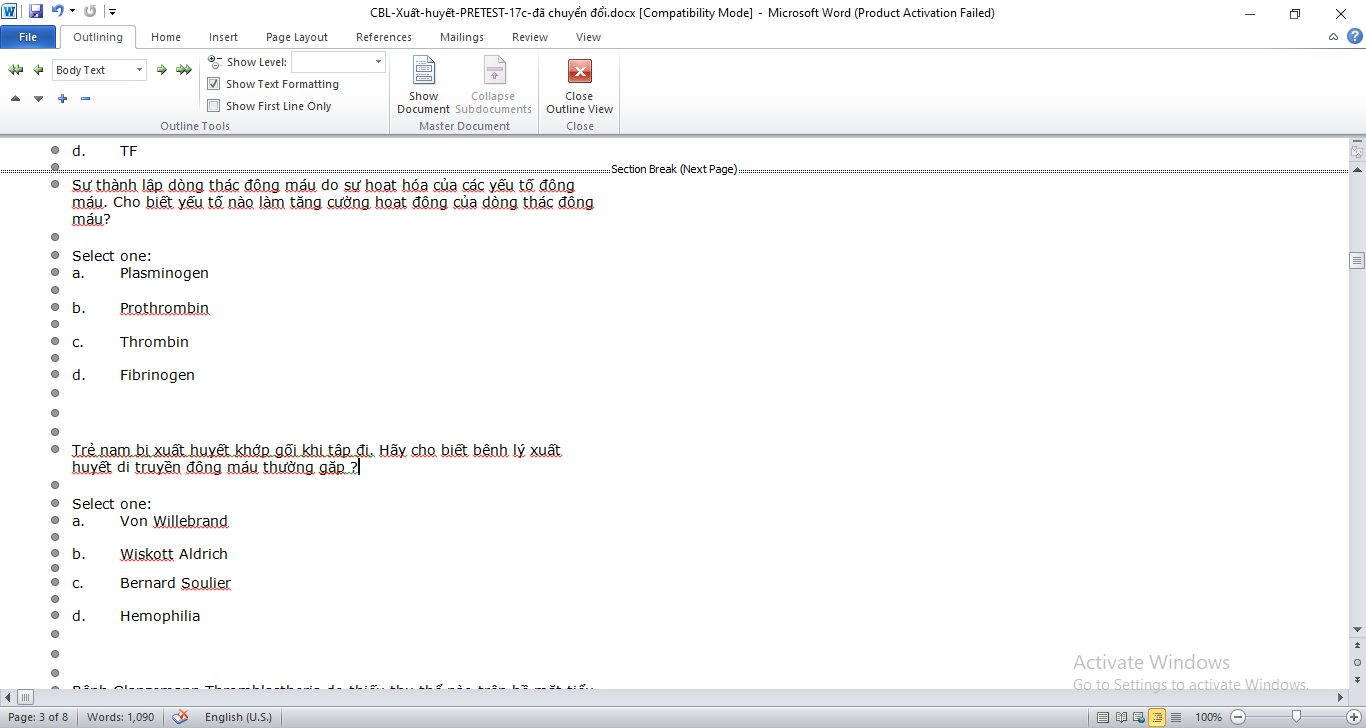 CBL-Xuất-huyết-PRETEST-17c-đã chuyển đổi.docx [Compatibility Mode] - Microsoft Word (Product Activation Failed)
File Outlining Home Insert Page Layout References Mailings Review View
Body Text
Show Level:
Show Text Formatting
Show First Line Only
Outline Tools
Show Document
Collapse Subdocuments
Master Document
Close Outline View
Close
d. TF
Section Break (Next Page)
Sự thành lập dòng thác đông máu do sự hoạt hóa của các yếu tố đông
máu. Cho biết yếu tố nào làm tăng cường hoạt động của dòng thác đông
máu?
Select one:
a. Plasminogen
b. Prothrombin
c. Thrombin
d. Fibrinogen
Trẻ nam bị xuất huyết khớp gối khi tập đi. Hãy cho biết bệnh lý xuất
huyết di truyền đông máu thường gặp ?
Select one:
a. Von Willebrand
b. Wiskott Aldrich
c. Bernard Soulier
d. Hemophilia
Activate Windows
Go to Settings to activate Windows.
Page: 3 of 8 Words: 1,090 English (U.S.) 100%